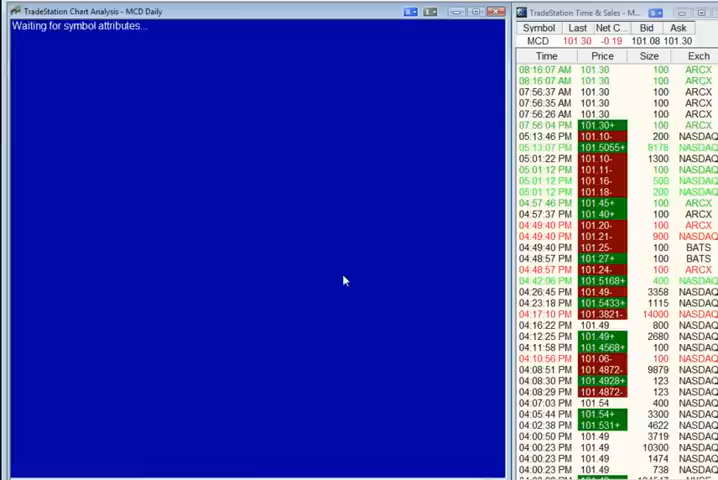 TradeStation Chart Analysis - MCD Daily
Waiting for symbol attributes...
TradeStation Time & Sales - M...
Symbol Last Net C... Bid Ask
MCD 101.30 -0.19 101.08 101.30
Time Price Size Exch
08:16:07 AM 101.30 100 ARCX
08:16:07 AM 101.30 100 ARCX
07:56:37 AM 101.30 100 ARCX
07:56:35 AM 101.30 100 ARCX
07:56:26 AM 101.30 100 ARCX
07:56:04 PM 101.30+ 100 ARCX
05:13:46 PM 101.10- 200 NASDAQ
05:13:07 PM 101.5055+ 8178 NASDAQ
05:01:22 PM 101.10- 1300 NASDAQ
05:01:12 PM 101.11- 100 NASDAQ
05:01:12 PM 101.16- 500 NASDAQ
05:01:12 PM 101.18- 200 NASDAQ
04:57:46 PM 101.45+ 100 ARCX
04:57:37 PM 101.40+ 100 ARCX
04:49:40 PM 101.20- 100 ARCX
04:49:40 PM 101.21- 900 NASDAQ
04:49:40 PM 101.25- 100 BATS
04:48:57 PM 101.27+ 100 BATS
04:48:57 PM 101.24- 100 ARCX
04:42:06 PM 101.5168+ 400 NASDAQ
04:26:45 PM 101.49- 3358 NASDAQ
04:23:18 PM 101.5433+ 1115 NASDAQ
04:17:10 PM 101.3821- 14000 NASDAQ
04:16:22 PM 101.49 800 NASDAQ
04:12:25 PM 101.49+ 2680 NASDAQ
04:11:58 PM 101.4568+ 100 NASDAQ
04:10:56 PM 101.06- 100 NASDAQ
04:08:51 PM 101.4872- 9879 NASDAQ
04:08:30 PM 101.4928+ 123 NASDAQ
04:08:29 PM 101.4872- 123 NASDAQ
04:07:03 PM 101.54 400 NASDAQ
04:05:44 PM 101.54+ 3300 NASDAQ
04:02:38 PM 101.531+ 4622 NASDAQ
04:00:50 PM 101.49 3719 NASDAQ
04:00:23 PM 101.49 10300 NASDAQ
04:00:23 PM 101.49 1474 NASDAQ
04:00:23 PM 101.49 738 NASDAQ